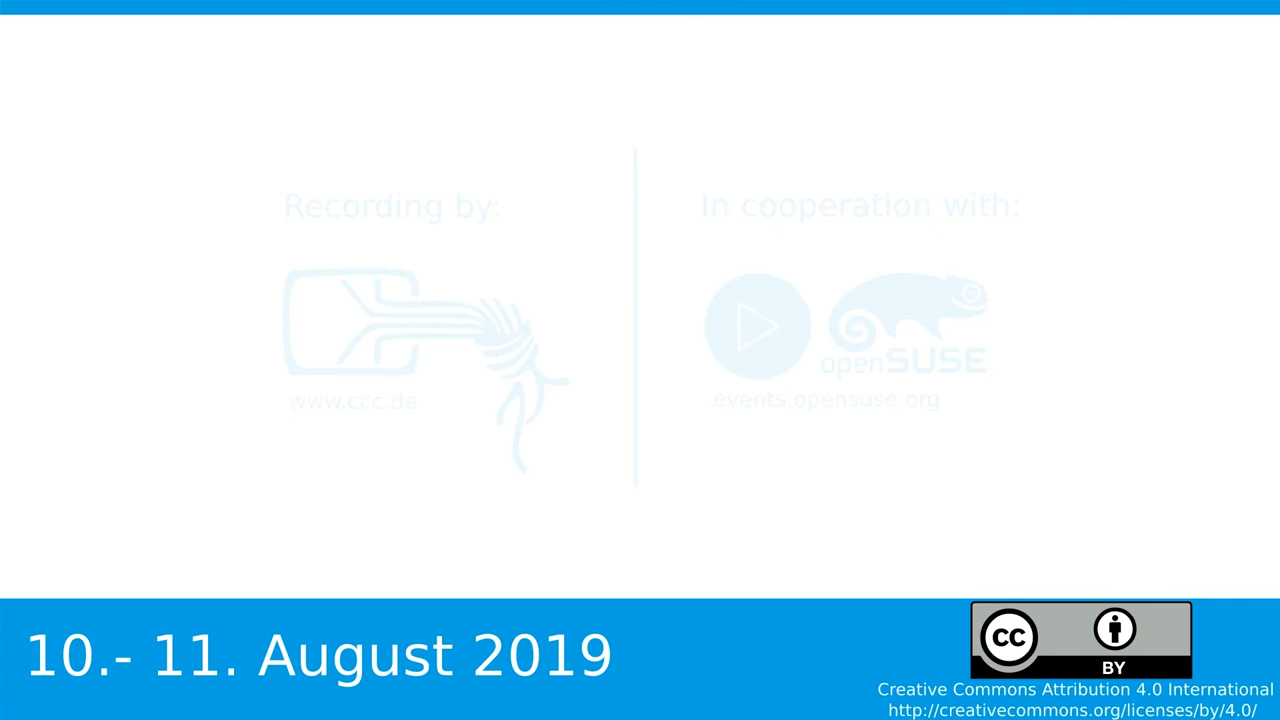 Recording by:
In cooperation with:
www.ccc.de
openSUSE
events.opensuse.org
10.- 11. August 2019
CC
BY
Creative Commons Attribution 4.0 International
http://creativecommons.org/licenses/by/4.0/